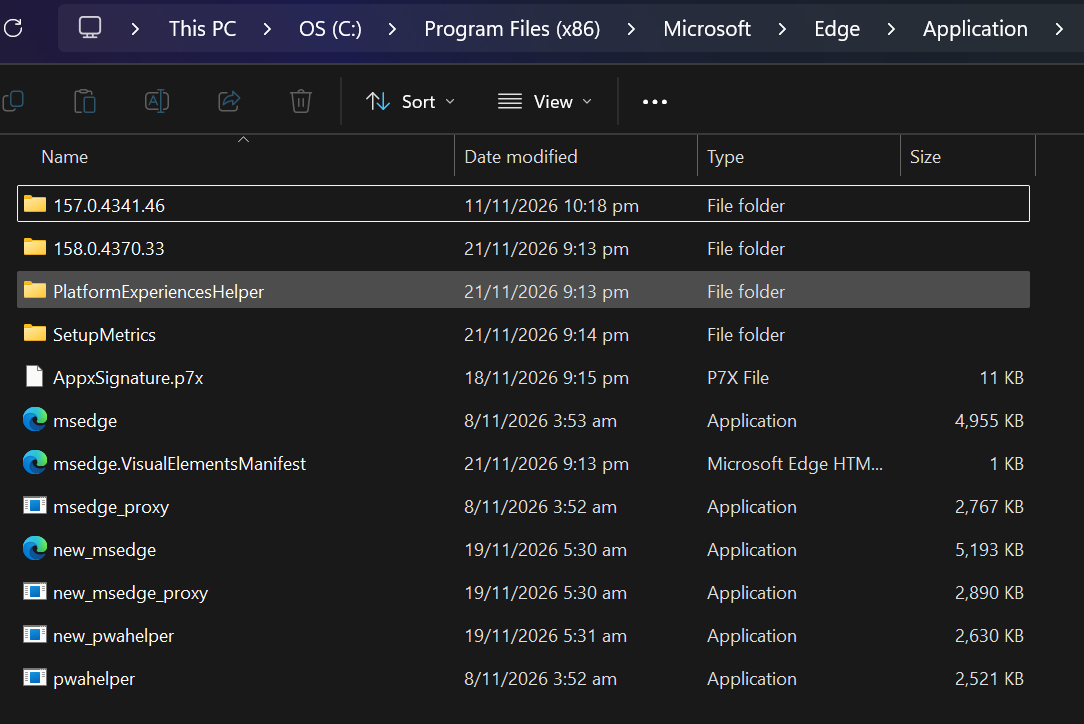 This PC > OS (C:) > Program Files (x86) > Microsoft > Edge > Application >
Sort View
Name Date modified Type Size
157.0.4341.46 11/11/2026 10:18 pm File folder
158.0.4370.33 21/11/2026 9:13 pm File folder
PlatformExperiencesHelper 21/11/2026 9:13 pm File folder
SetupMetrics 21/11/2026 9:14 pm File folder
AppxSignature.p7x 18/11/2026 9:15 pm P7X File 11 KB
msedge 8/11/2026 3:53 am Application 4,955 KB
msedge.VisualElementsManifest 21/11/2026 9:13 pm Microsoft Edge HTM... 1 KB
msedge_proxy 8/11/2026 3:52 am Application 2,767 KB
new_msedge 19/11/2026 5:30 am Application 5,193 KB
new_msedge_proxy 19/11/2026 5:30 am Application 2,890 KB
new_pwahelper 19/11/2026 5:31 am Application 2,630 KB
pwahelper 8/11/2026 3:52 am Application 2,521 KB